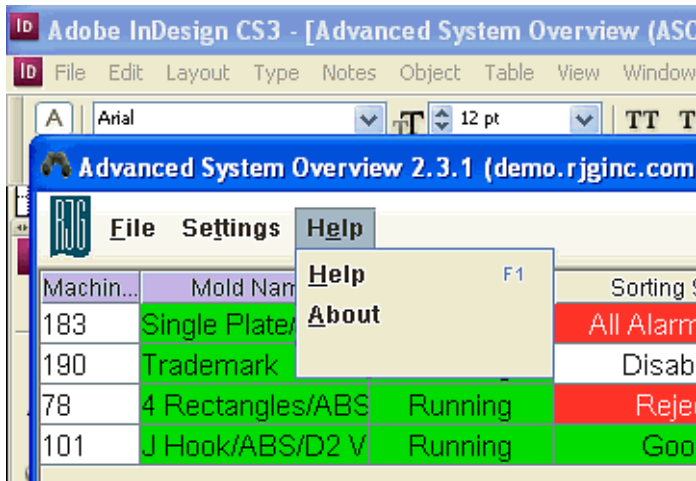 Adobe InDesign CS3 - [Advanced System Overview (ASO
File Edit Layout Type Notes Object Table View Window
A Arial 12 pt TT
Advanced System Overview 2.3.1 (demo.rjginc.com
RJG File Settings Help
Help F1
About
Machin... Mold Nam Sorting
183 Single Plate/ All Alarm
190 Trademark Disab
78 4 Rectangles/ABS Running Reje
101 J Hook/ABS/D2 V Running Goo